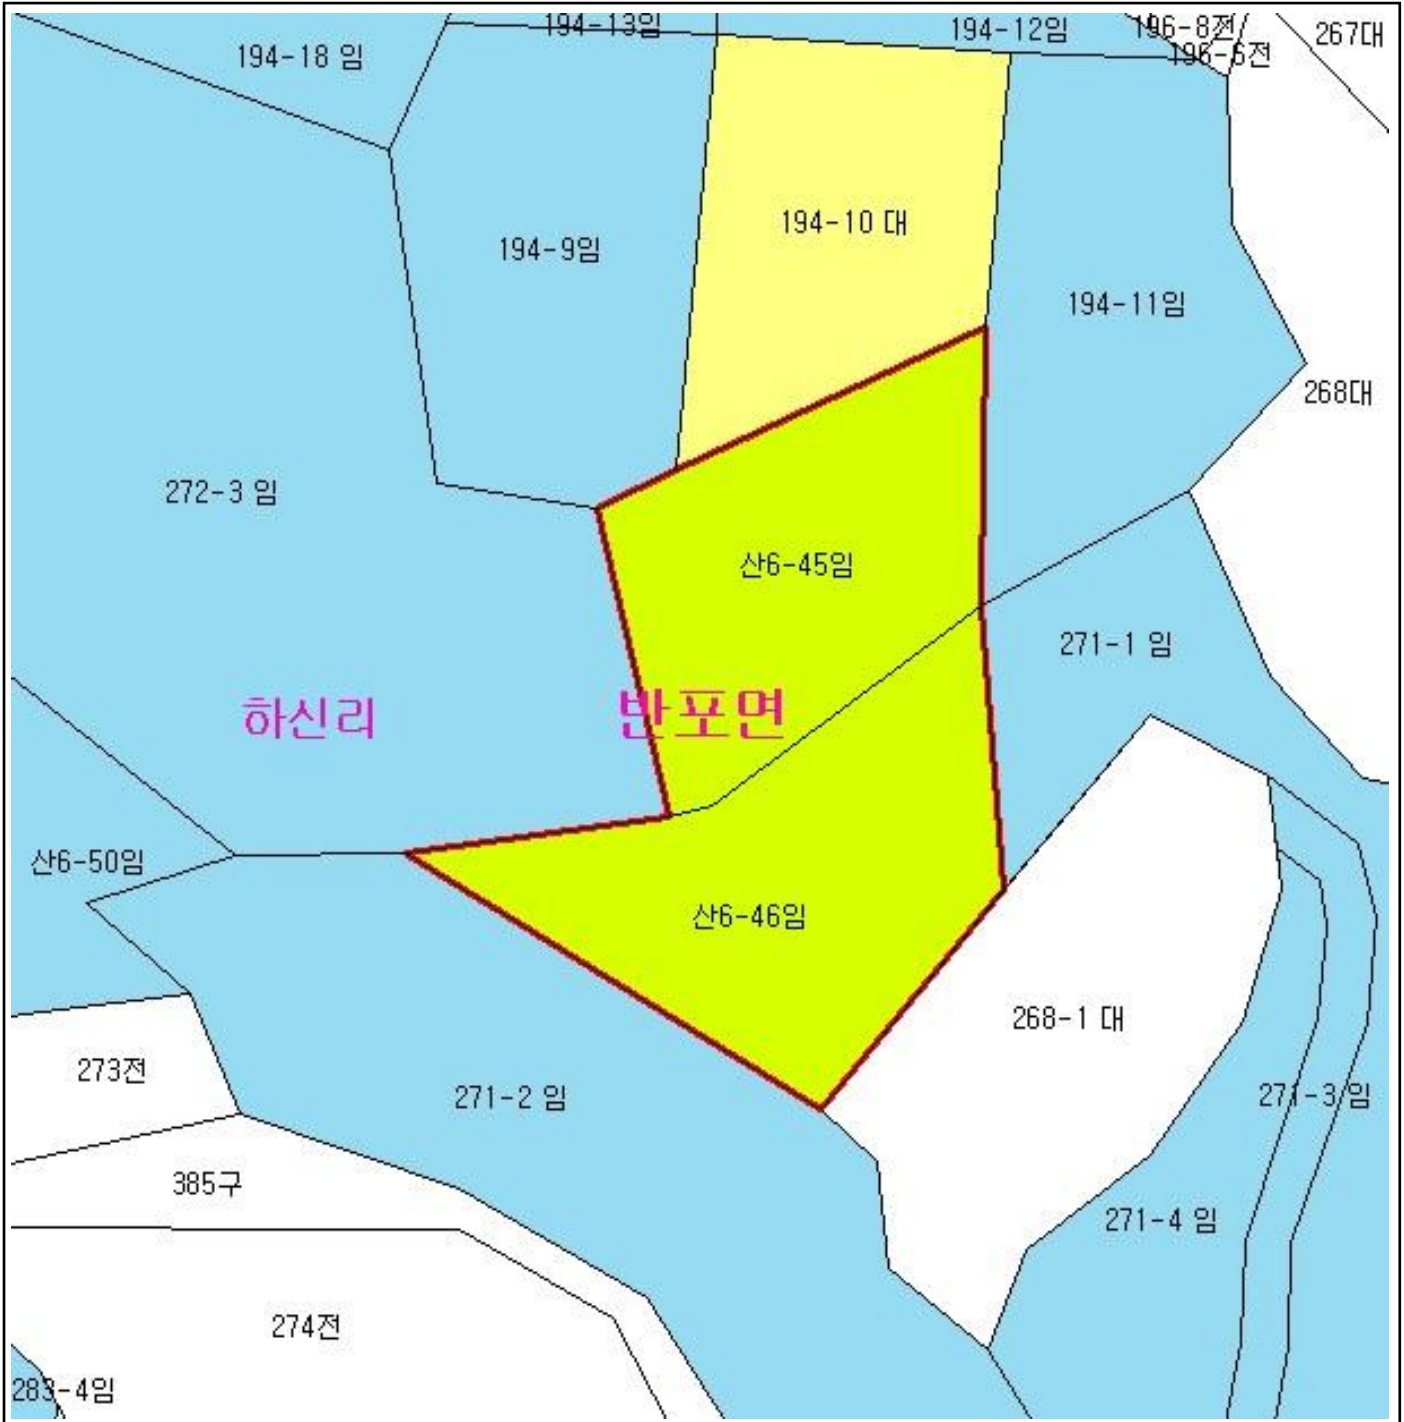 194-13임
194-12임
196-8전
267대
194-18 임
196-6전
194-10 대
194-9임
194-11임
268대
272-3 임
산6-45임
271-1 임
하신리
반포면
산6-50임
산6-46임
268-1 대
273전
271-2 임
271-3 임
385구
271-4 임
274전
283-4임